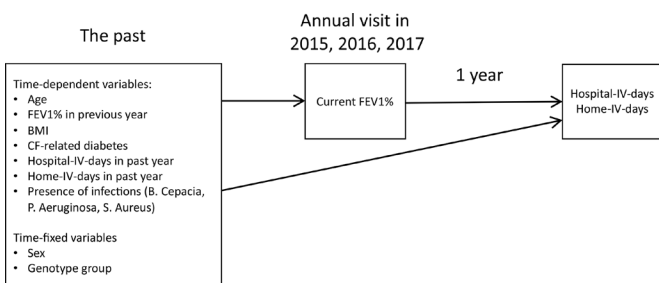 The past
Annual visit in
2015, 2016, 2017
Time-dependent variables:
• Age
• FEV1% in previous year
• BMI
• CF-related diabetes
• Hospital-IV-days in past year
• Home-IV-days in past year
• Presence of infections (B. Cepacia,
P. Aeruginosa, S. Aureus)
Time-fixed variables
• Sex
• Genotype group
Current FEV1%
1 year
Hospital-IV-days
Home-IV-days